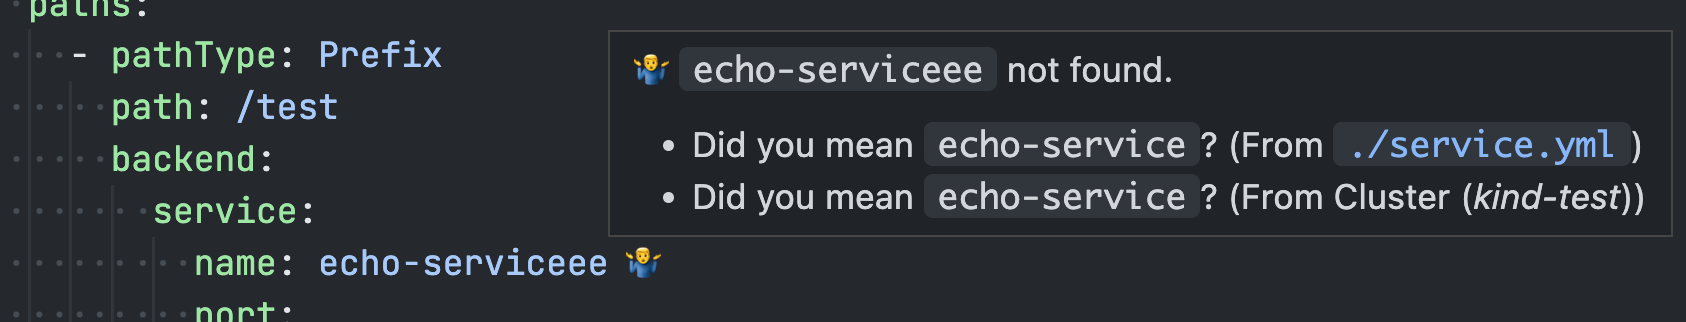 paths:
- pathType: Prefix
path: /test
backend:
service:
name: echo-serviceee 🤷‍♂️
port:
🤷‍♂️ echo-serviceee not found.
• Did you mean echo-service? (From ./service.yml)
• Did you mean echo-service? (From Cluster (kind-test))